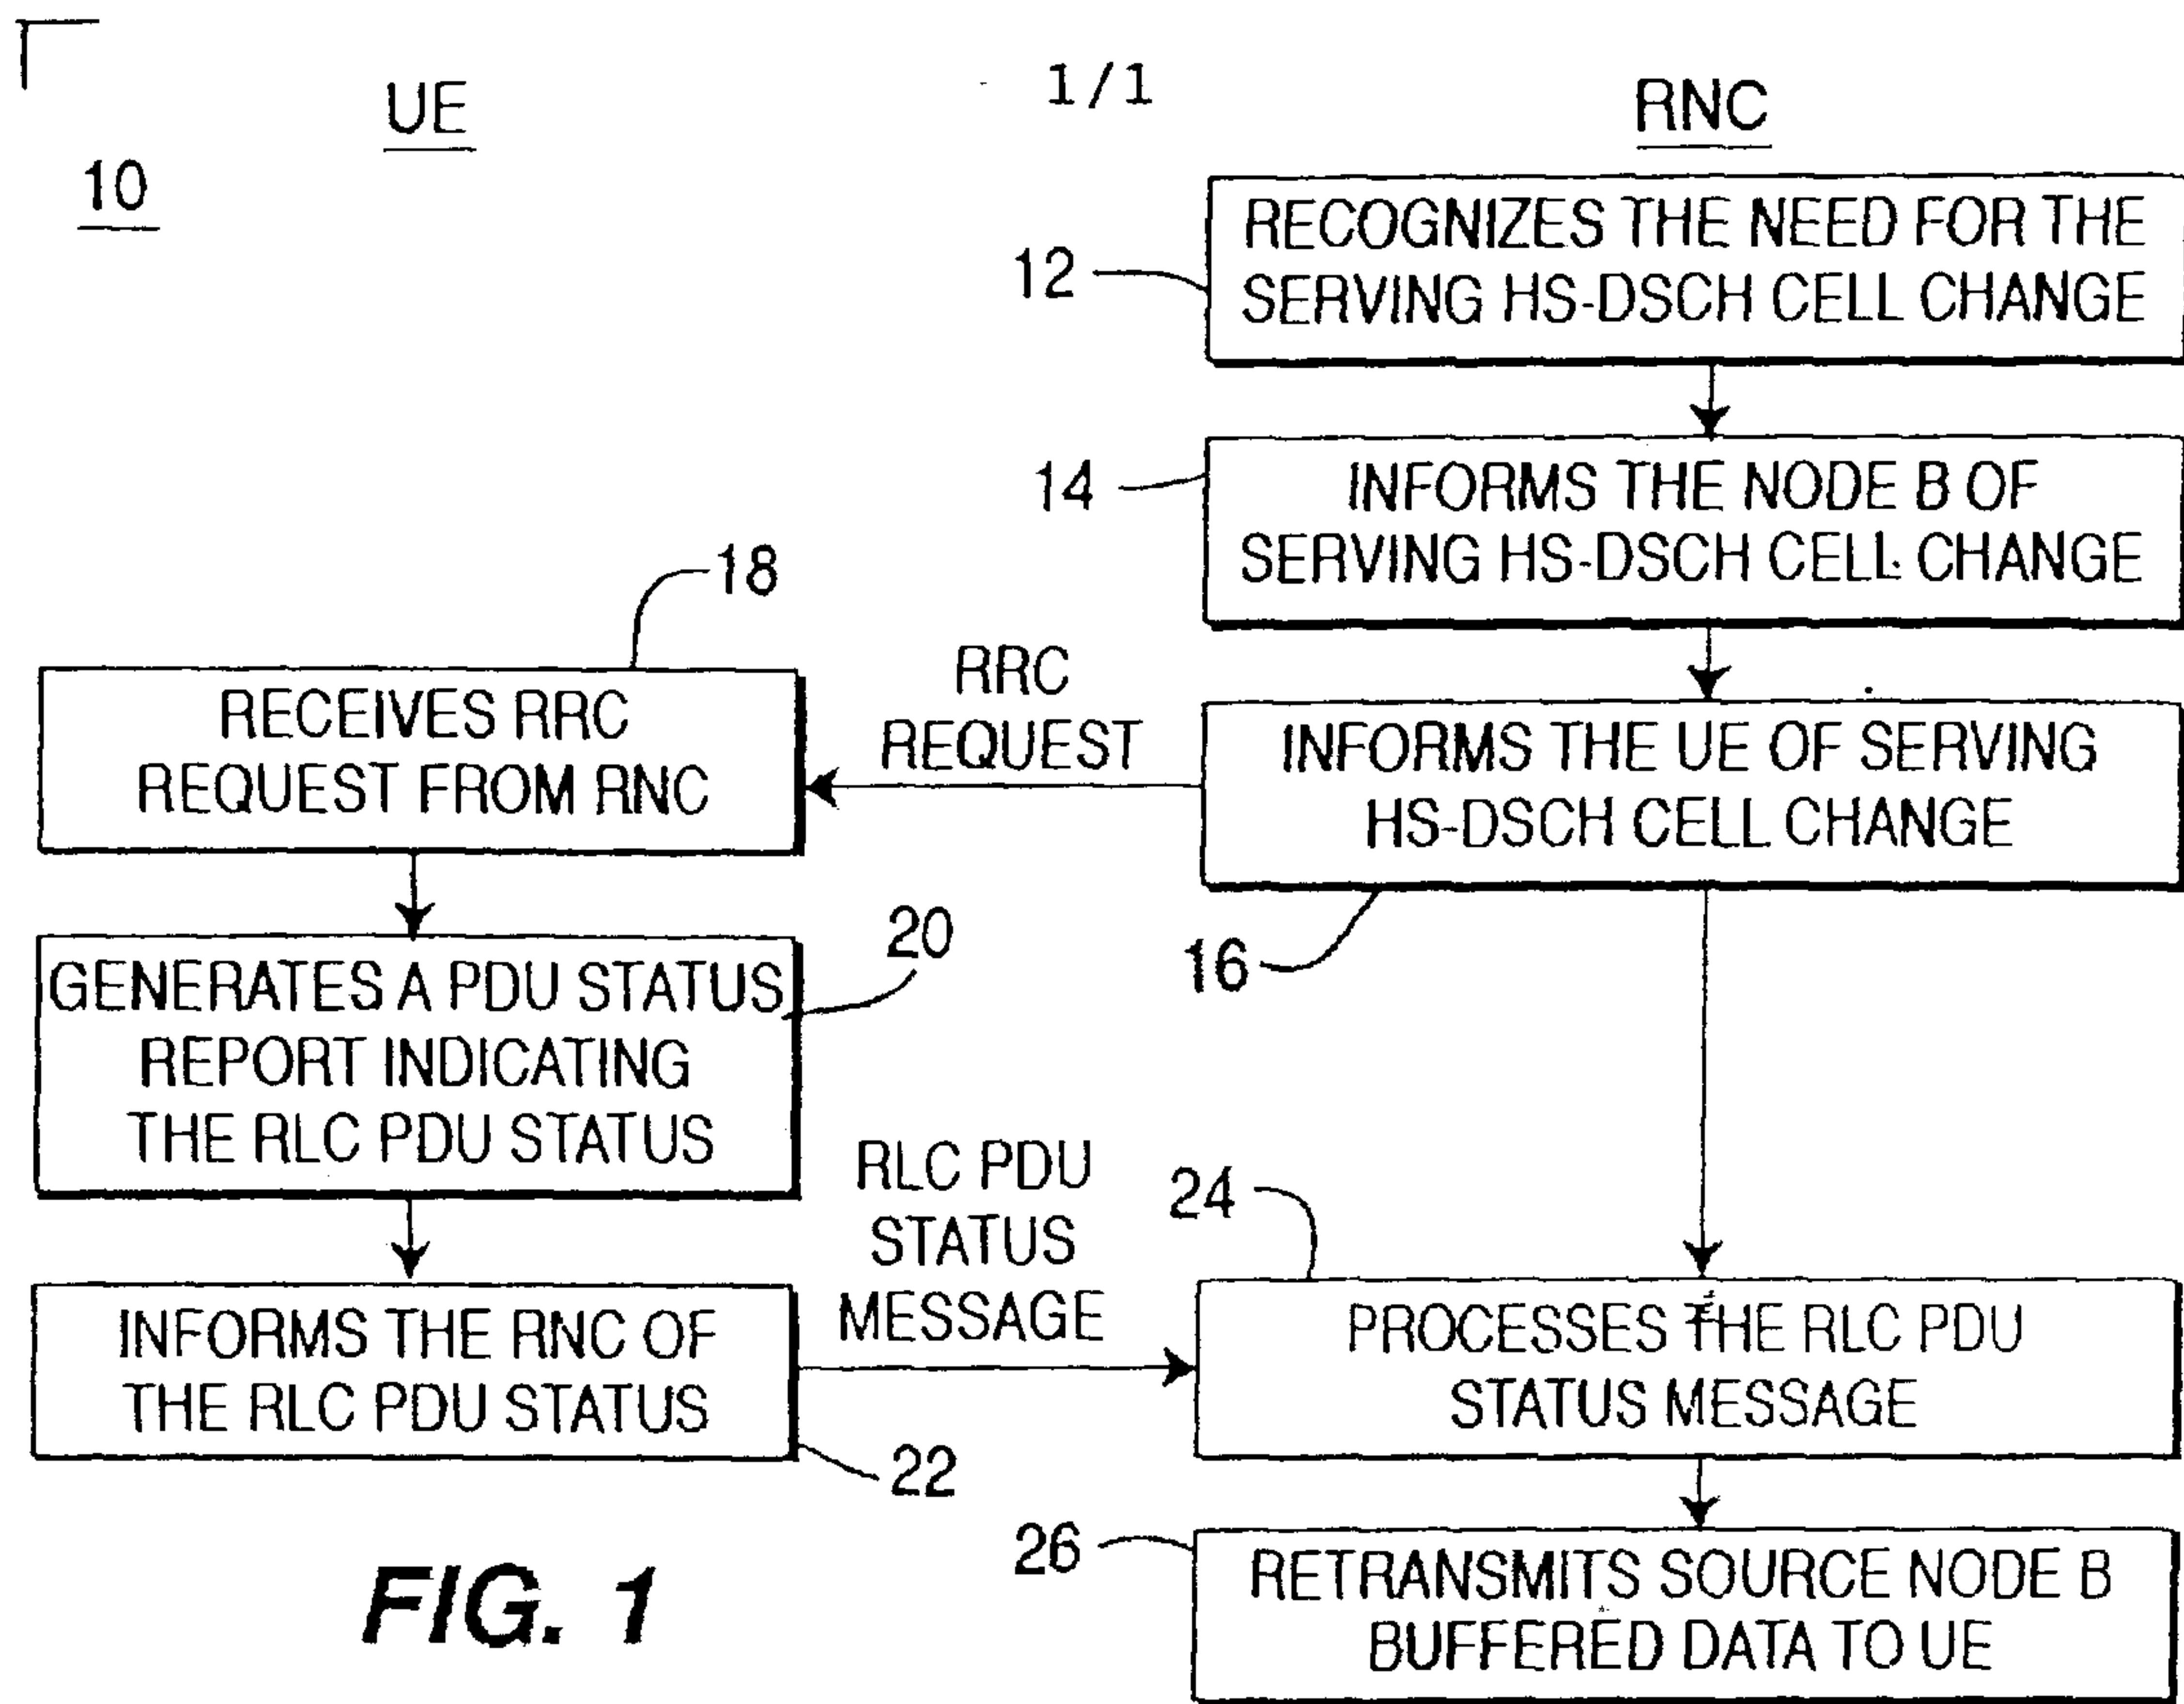 1/1
UE
RNC
10
12
RECOGNIZES THE NEED FOR THE
SERVING HS-DSCH CELL CHANGE
14
INFORMS THE NODE B OF
SERVING HS-DSCH CELL CHANGE
16
INFORMS THE UE OF SERVING
HS-DSCH CELL CHANGE
RRC
REQUEST
18
RECEIVES RRC
REQUEST FROM RNC
20
GENERATES A PDU STATUS
REPORT INDICATING
THE RLC PDU STATUS
22
INFORMS THE RNC OF
THE RLC PDU STATUS
RLC PDU
STATUS
MESSAGE
24
PROCESSES THE RLC PDU
STATUS MESSAGE
26
RETRANSMITS SOURCE NODE B
BUFFERED DATA TO UE
FIG. 1